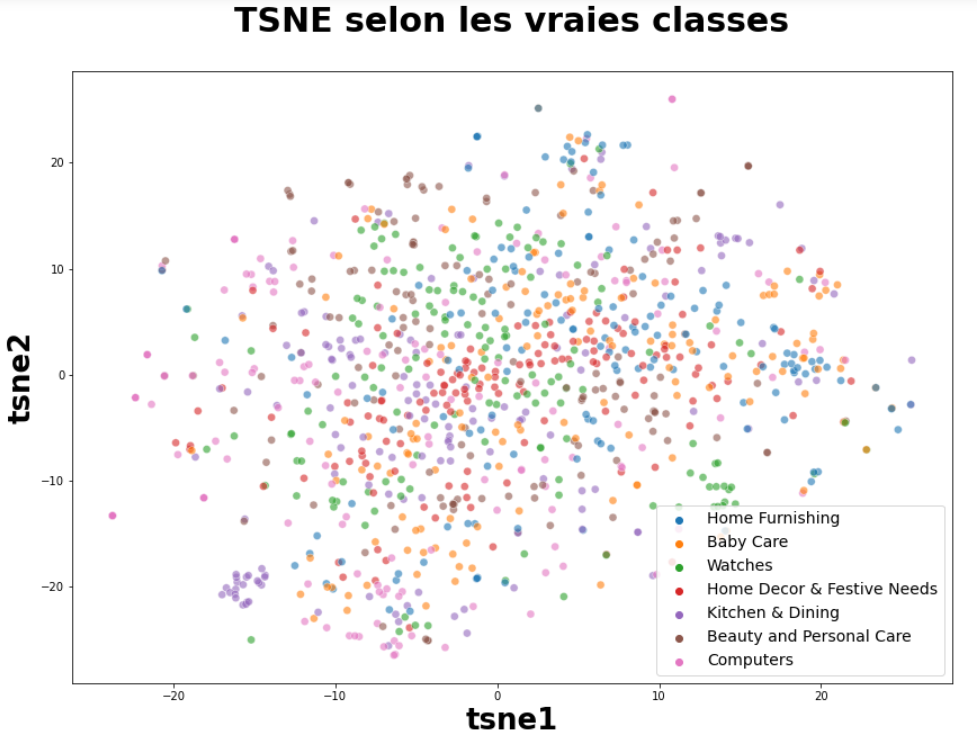 TSNE selon les vraies classes
tsne2
20
10
0
−10
−20
−20
−10
0
10
20
tsne1
Home Furnishing
Baby Care
Watches
Home Decor & Festive Needs
Kitchen & Dining
Beauty and Personal Care
Computers